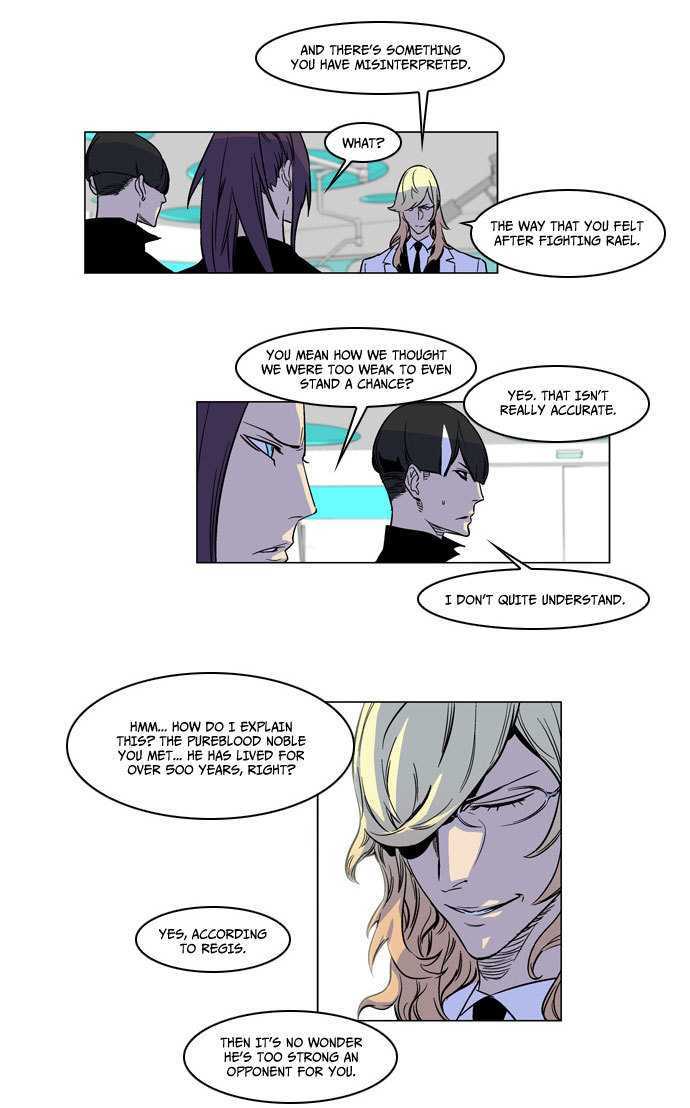 AND THERE'S SOMETHING
YOU HAVE MISINTERPRETED.
WHAT?
THE WAY THAT YOU FELT
AFTER FIGHTING RAEL.
YOU MEAN HOW WE THOUGHT
WE WERE TOO WEAK TO EVEN
STAND A CHANCE?
YES. THAT ISN'T
REALLY ACCURATE.
I DON'T QUITE UNDERSTAND.
HMM... HOW DO I EXPLAIN
THIS? THE PUREBLOOD NOBLE
YOU MET... HE HAS LIVED FOR
OVER 500 YEARS, RIGHT?
YES, ACCORDING
TO REGIS.
THEN IT'S NO WONDER
HE'S TOO STRONG AN
OPPONENT FOR YOU.